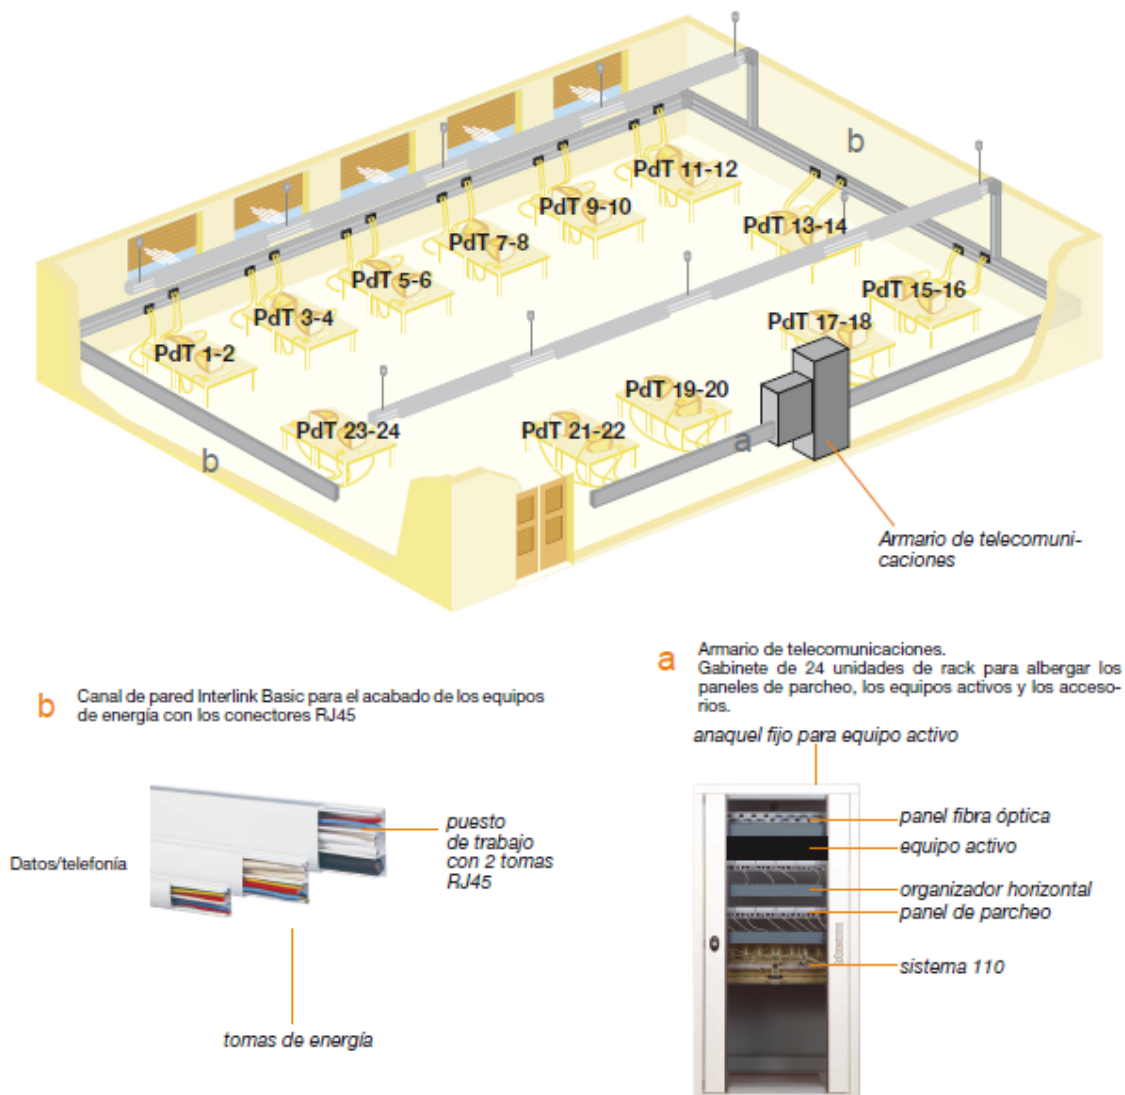 b
PdT 11-12
PdT 9-10
PdT 13-14
PdT 7-8
PdT 5-6
PdT 15-16
PdT 3-4
PdT 17-18
PdT 1-2
PdT 19-20
PdT 23-24
PdT 21-22
a
b
Armario de telecomuni-
caciones
a
Armario de telecomunicaciones.
Gabinete de 24 unidades de rack para albergar los
paneles de parcheo, los equipos activos y los acceso-
rios.
b
Canal de pared Interlink Basic para el acabado de los equipos
de energía con los conectores RJ45
anaquel fijo para equipo activo
Datos/telefonía
puesto
de trabajo
con 2 tomas
RJ45
tomas de energía
panel fibra óptica
equipo activo
organizador horizontal
panel de parcheo
sistema 110